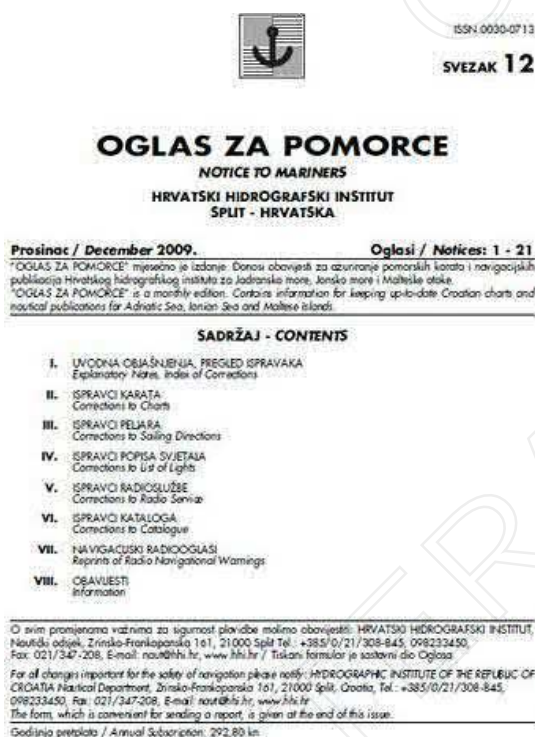 ISSN 0030-0713
SVEZAK 12
OGLAS ZA POMORCE
NOTICE TO MARINERS
HRVATSKI HIDROGRAFSKI INSTITUT
SPLIT - HRVATSKA
Prosinac / December 2009. Oglasi / Notices: 1 - 21
"OGLAS ZA POMORCE" mjesečno je izdanje. Donosi obavijesti za ažuriranje pomorskih karata i navigacijskih
publikacija Hrvatskog hidrografskog instituta za Jadransko more, Jonsko more i Malteške otoke.
"OGLAS ZA POMORCE" is a monthly edition. Contains information for keeping up-to-date Croatian charts and
nautical publications for Adriatic Sea, Ionian Sea and Maltese islands.
SADRŽAJ - CONTENTS
I. UVODNA OBJAŠNJENJA, PREGLED ISPRAVAKA
Explanatory Notes, Index of Corrections
II. ISPRAVCI KARATA
Corrections to Charts
III. ISPRAVCI PELJARA
Corrections to Sailing Directions
IV. ISPRAVCI POPISA SVJETALA
Corrections to List of Lights
V. ISPRAVCI RADIOSLUŽBE
Corrections to Radio Service
VI. ISPRAVCI KATALOGA
Corrections to Catalogue
VII. NAVIGACIJSKI RADIOOGLASI
Reprints of Radio Navigational Warnings
VIII. OBAVIJESTI
Information
O svim promjenama važnima za sigurnost plovidbe molimo obavijestiti: HRVATSKI HIDROGRAFSKI INSTITUT,
Nautički odsjek, Zrinsko-Frankopanska 161, 21000 Split Tel.: +385/0/21/308-845, 098233450,
Fax: 021/347-208, E-mail: naut@hhi.hr, www.hhi.hr / Tiskani formular je sastavni dio Oglasa
For all changes important for the safety of navigation please notify: HYDROGRAPHIC INSTITUTE OF THE REPUBLIC OF
CROATIA Nautical Department, Zrinsko-Frankopanska 161, 21000 Split, Croatia, Tel.: +385/0/21/308-845,
098233450, Fax: 021/347-208, E-mail: naut@hhi.hr, www.hhi.hr
The form, which is convenient for sending a report, is given at the end of this issue.
Godišnja pretplata / Annual Subscription: 292,80 kn